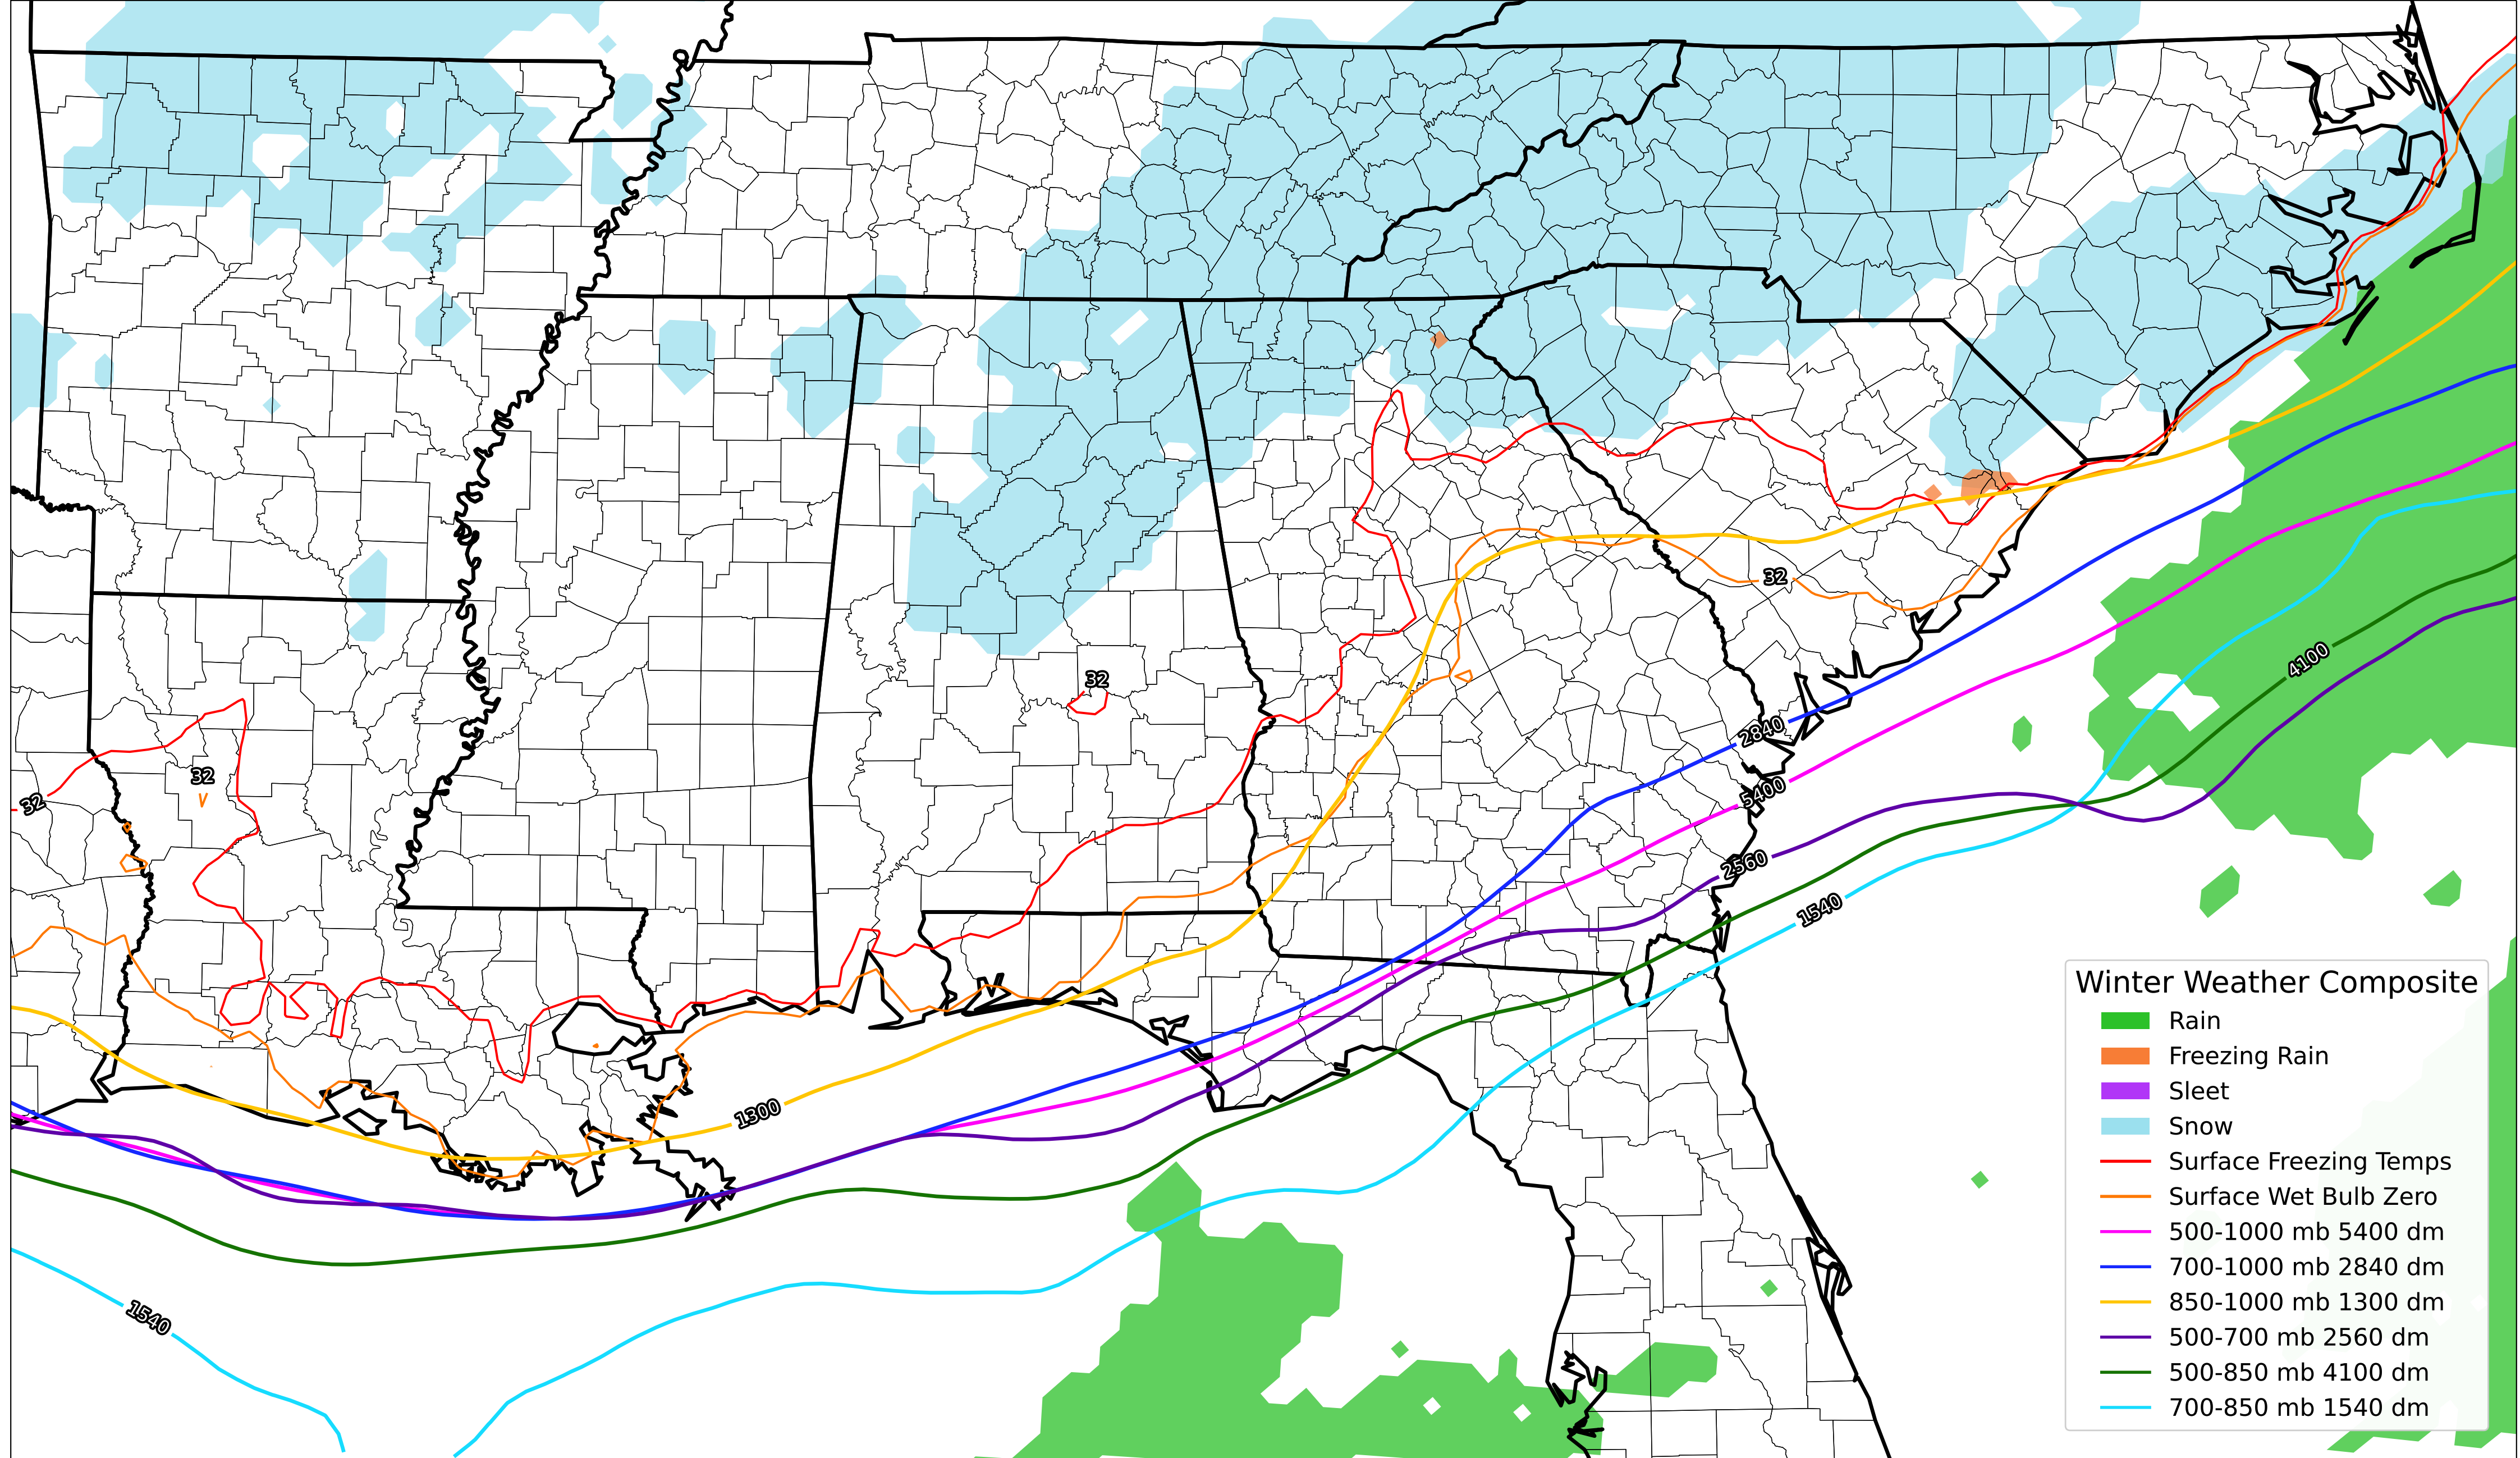 32
32
32
32
4100
2840
5400
2560
1540
1300
1540
Winter Weather Composite
Rain
Freezing Rain
Sleet
Snow
Surface Freezing Temps
Surface Wet Bulb Zero
500-1000 mb 5400 dm
700-1000 mb 2840 dm
850-1000 mb 1300 dm
500-700 mb 2560 dm
500-850 mb 4100 dm
700-850 mb 1540 dm